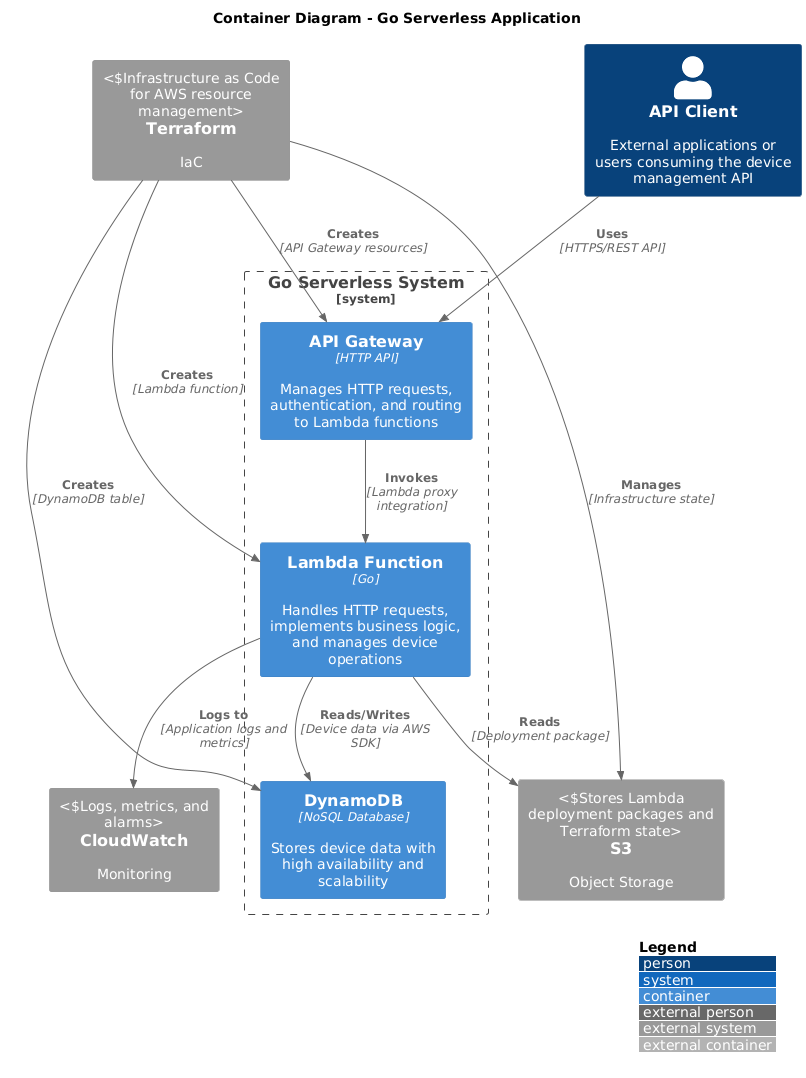 Container Diagram - Go Serverless Application
<$Infrastructure as Code
for AWS resource
management>
Terraform
IaC
API Client
External applications or
users consuming the device
management API
Creates
[API Gateway resources]
Uses
[HTTPS/REST API]
Go Serverless System
[system]
API Gateway
[HTTP API]
Manages HTTP requests,
authentication, and routing
to Lambda functions
Creates
[Lambda function]
Creates
[DynamoDB table]
Invokes
[Lambda proxy
integration]
Manages
[Infrastructure state]
Lambda Function
[Go]
Handles HTTP requests,
implements business logic,
and manages device
operations
Logs to
[Application logs and
metrics]
Reads/Writes
[Device data via AWS
SDK]
Reads
[Deployment package]
<$Logs, metrics, and
alarms>
CloudWatch
Monitoring
DynamoDB
[NoSQL Database]
Stores device data with
high availability and
scalability
<$Stores Lambda
deployment packages and
Terraform state>
S3
Object Storage
Legend
person
system
container
external person
external system
external container